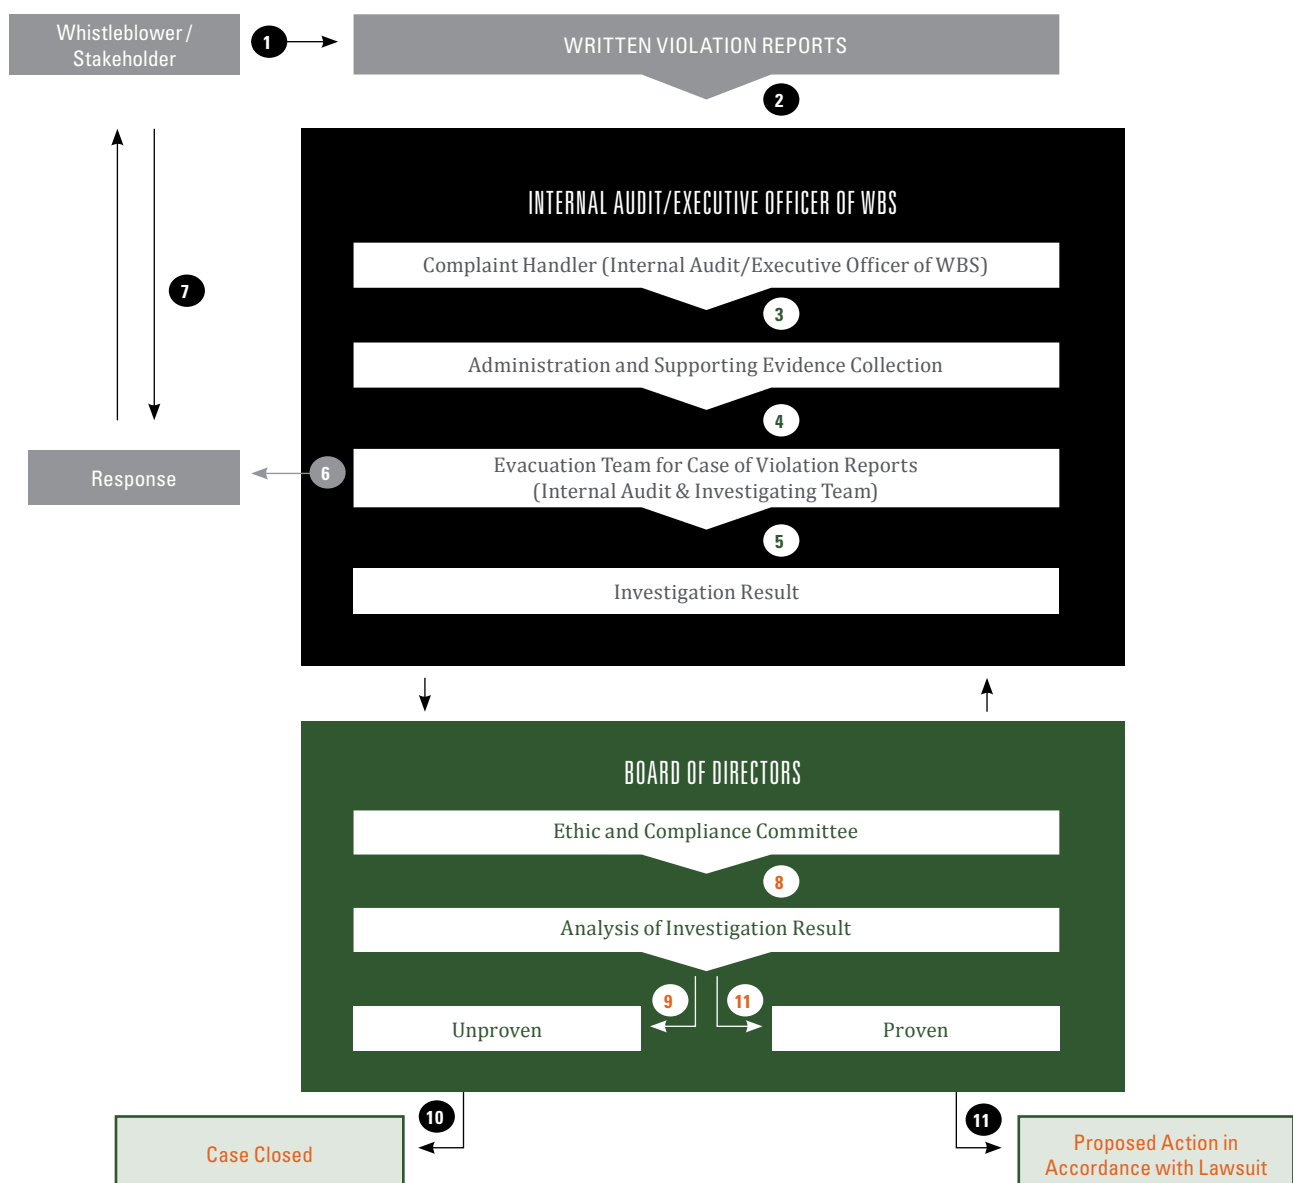 Whistleblower /
Stakeholder
1
WRITTEN VIOLATION REPORTS
2
INTERNAL AUDIT/EXECUTIVE OFFICER OF WBS
Complaint Handler (Internal Audit/Executive Officer of WBS)
3
Administration and Supporting Evidence Collection
4
7
Evacuation Team for Case of Violation Reports
(Internal Audit & Investigating Team)
6
Response
5
Investigation Result
BOARD OF DIRECTORS
Ethic and Compliance Committee
8
Analysis of Investigation Result
9
11
Unproven
Proven
10
11
Case Closed
Proposed Action in
Accordance with Lawsuit